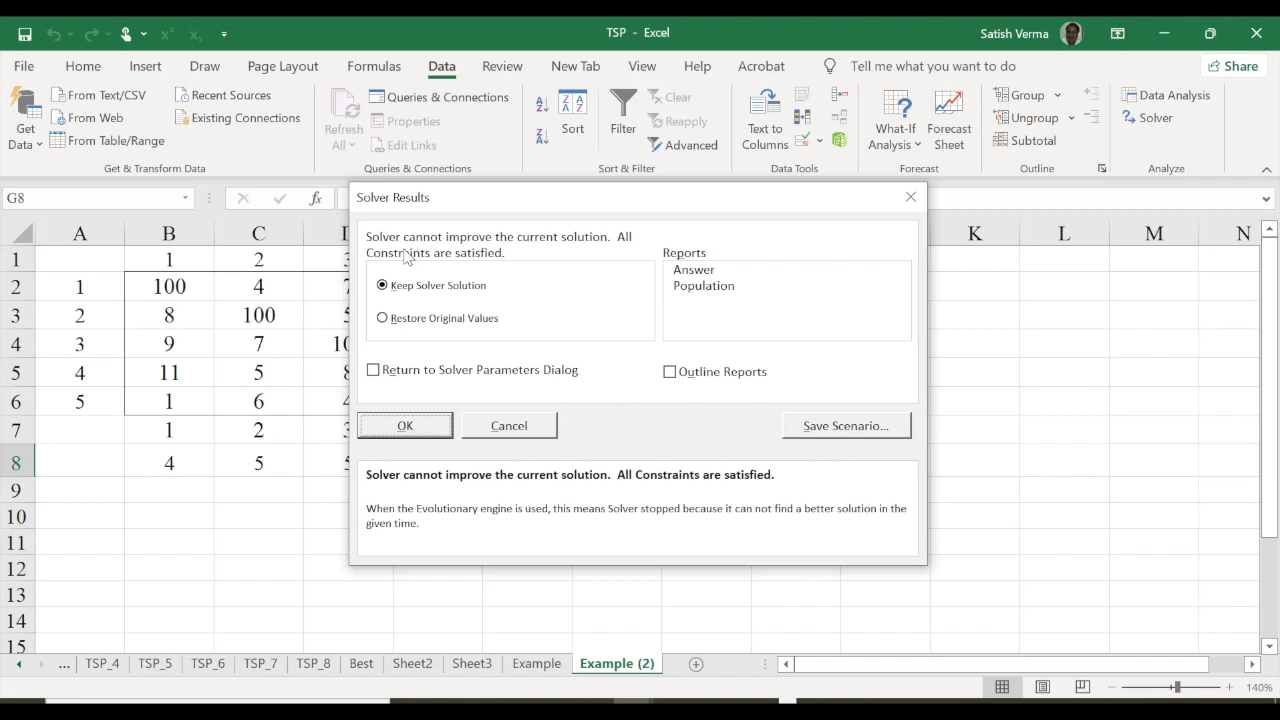 TSP - Excel
Satish Verma
File Home Insert Draw Page Layout Formulas Data Review New Tab View Help Acrobat Tell me what you want to do Share
Get Data
From Text/CSV
From Web
From Table/Range
Recent Sources
Existing Connections
Get & Transform Data
Refresh All
Queries & Connections
Properties
Edit Links
Queries & Connections
Sort
Filter
Clear
Reapply
Advanced
Sort & Filter
Text to Columns
Data Tools
What-If Analysis
Forecast Sheet
Forecast
Group
Ungroup
Subtotal
Outline
Data Analysis
Solver
Analyze
G8 fx
Solver Results
Solver cannot improve the current solution. All
Constraints are satisfied.
Keep Solver Solution
Restore Original Values
Reports
Answer
Population
Return to Solver Parameters Dialog
Outline Reports
OK Cancel Save Scenario...
Solver cannot improve the current solution. All Constraints are satisfied.
When the Evolutionary engine is used, this means Solver stopped because it can not find a better solution in the
given time.
A B C K L M N
1 1 2
2 1 100 4
3 2 8 100
4 3 9 7
5 4 11 5
6 5 1 6
7 1 2
8 4 5
9
10
11
12
13
14
15
... TSP_4 TSP_5 TSP_6 TSP_7 TSP_8 Best Sheet2 Sheet3 Example Example (2)
140%